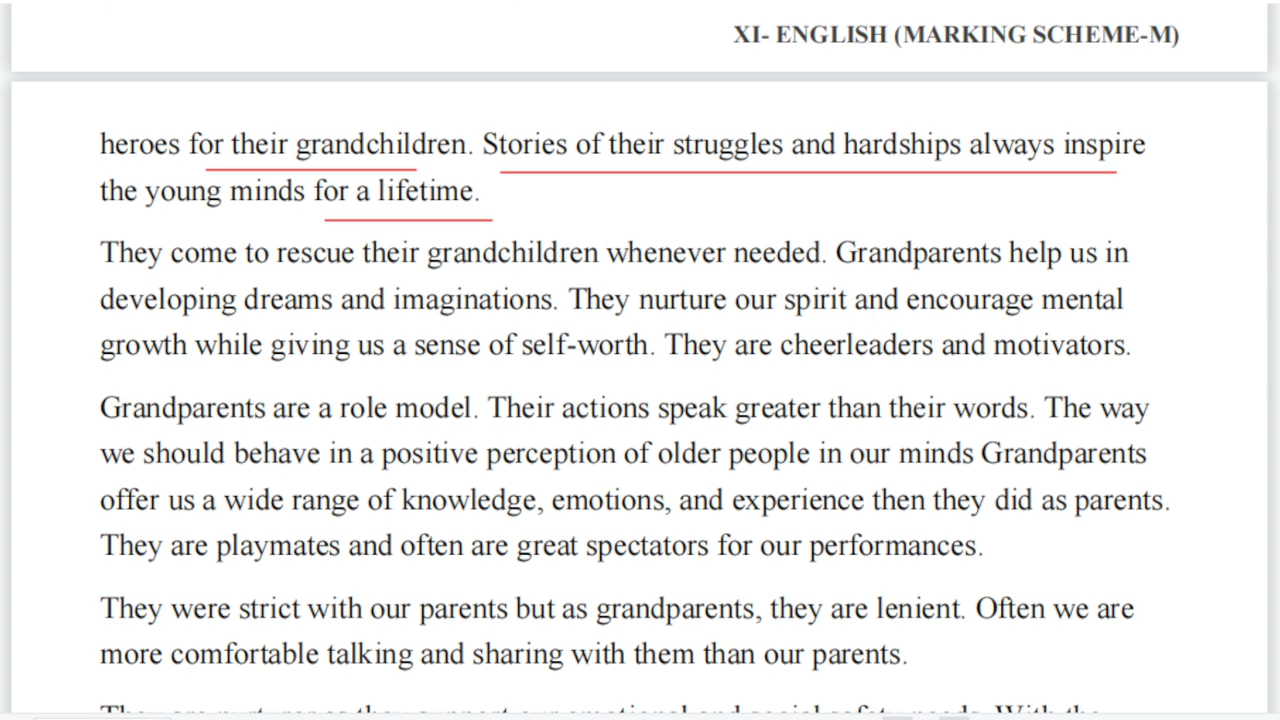 XI- ENGLISH (MARKING SCHEME-M)
heroes for their grandchildren. Stories of their struggles and hardships always inspire
the young minds for a lifetime.
They come to rescue their grandchildren whenever needed. Grandparents help us in
developing dreams and imaginations. They nurture our spirit and encourage mental
growth while giving us a sense of self-worth. They are cheerleaders and motivators.
Grandparents are a role model. Their actions speak greater than their words. The way
we should behave in a positive perception of older people in our minds Grandparents
offer us a wide range of knowledge, emotions, and experience then they did as parents.
They are playmates and often are great spectators for our performances.
They were strict with our parents but as grandparents, they are lenient. Often we are
more comfortable talking and sharing with them than our parents.